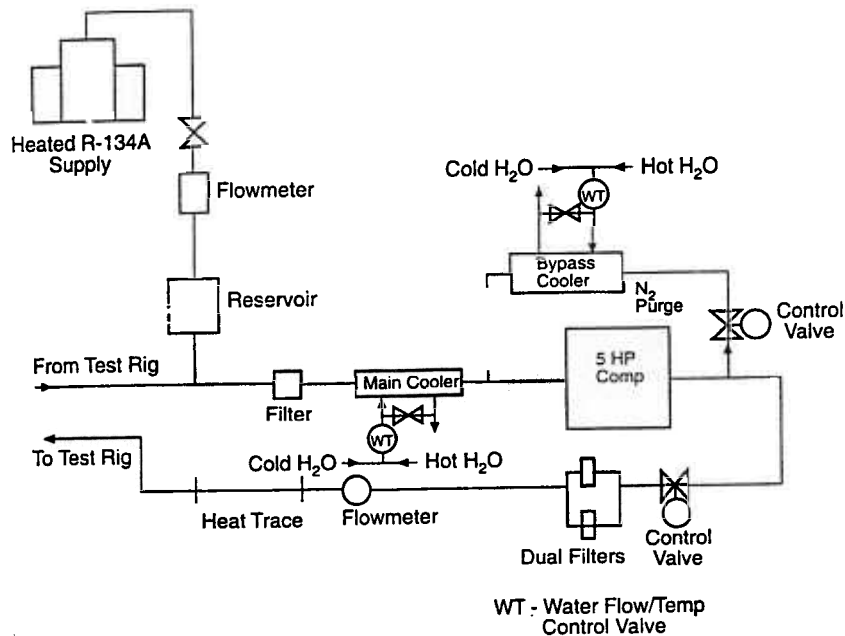 Heated R-134A
Supply
Flowmeter
Reservoir
Cold H₂O
Hot H₂O
WT
Bypass
Cooler
N₂
Purge
Control
Valve
5 HP
Comp
From Test Rig
Filter
Main Cooler
WT
Cold H₂O
Hot H₂O
To Test Rig
Heat Trace
Flowmeter
Dual Filters
Control
Valve
WT - Water Flow/Temp
Control Valve